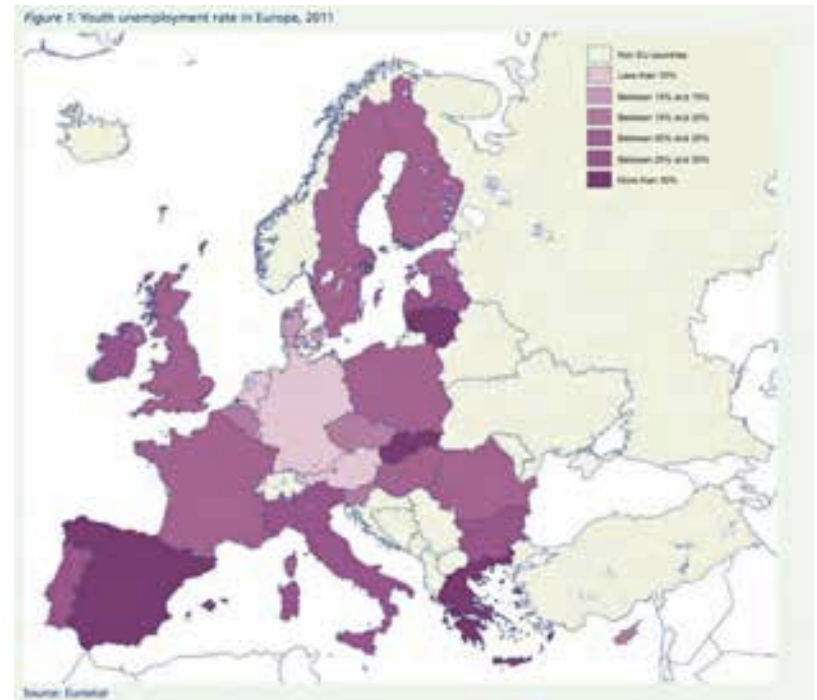 Figure 1: Youth unemployment rate in Europe, 2011
Non EU countries
Less than 10%
Between 10% and 15%
Between 15% and 20%
Between 20% and 25%
Between 25% and 30%
More than 30%
Source: Eurostat